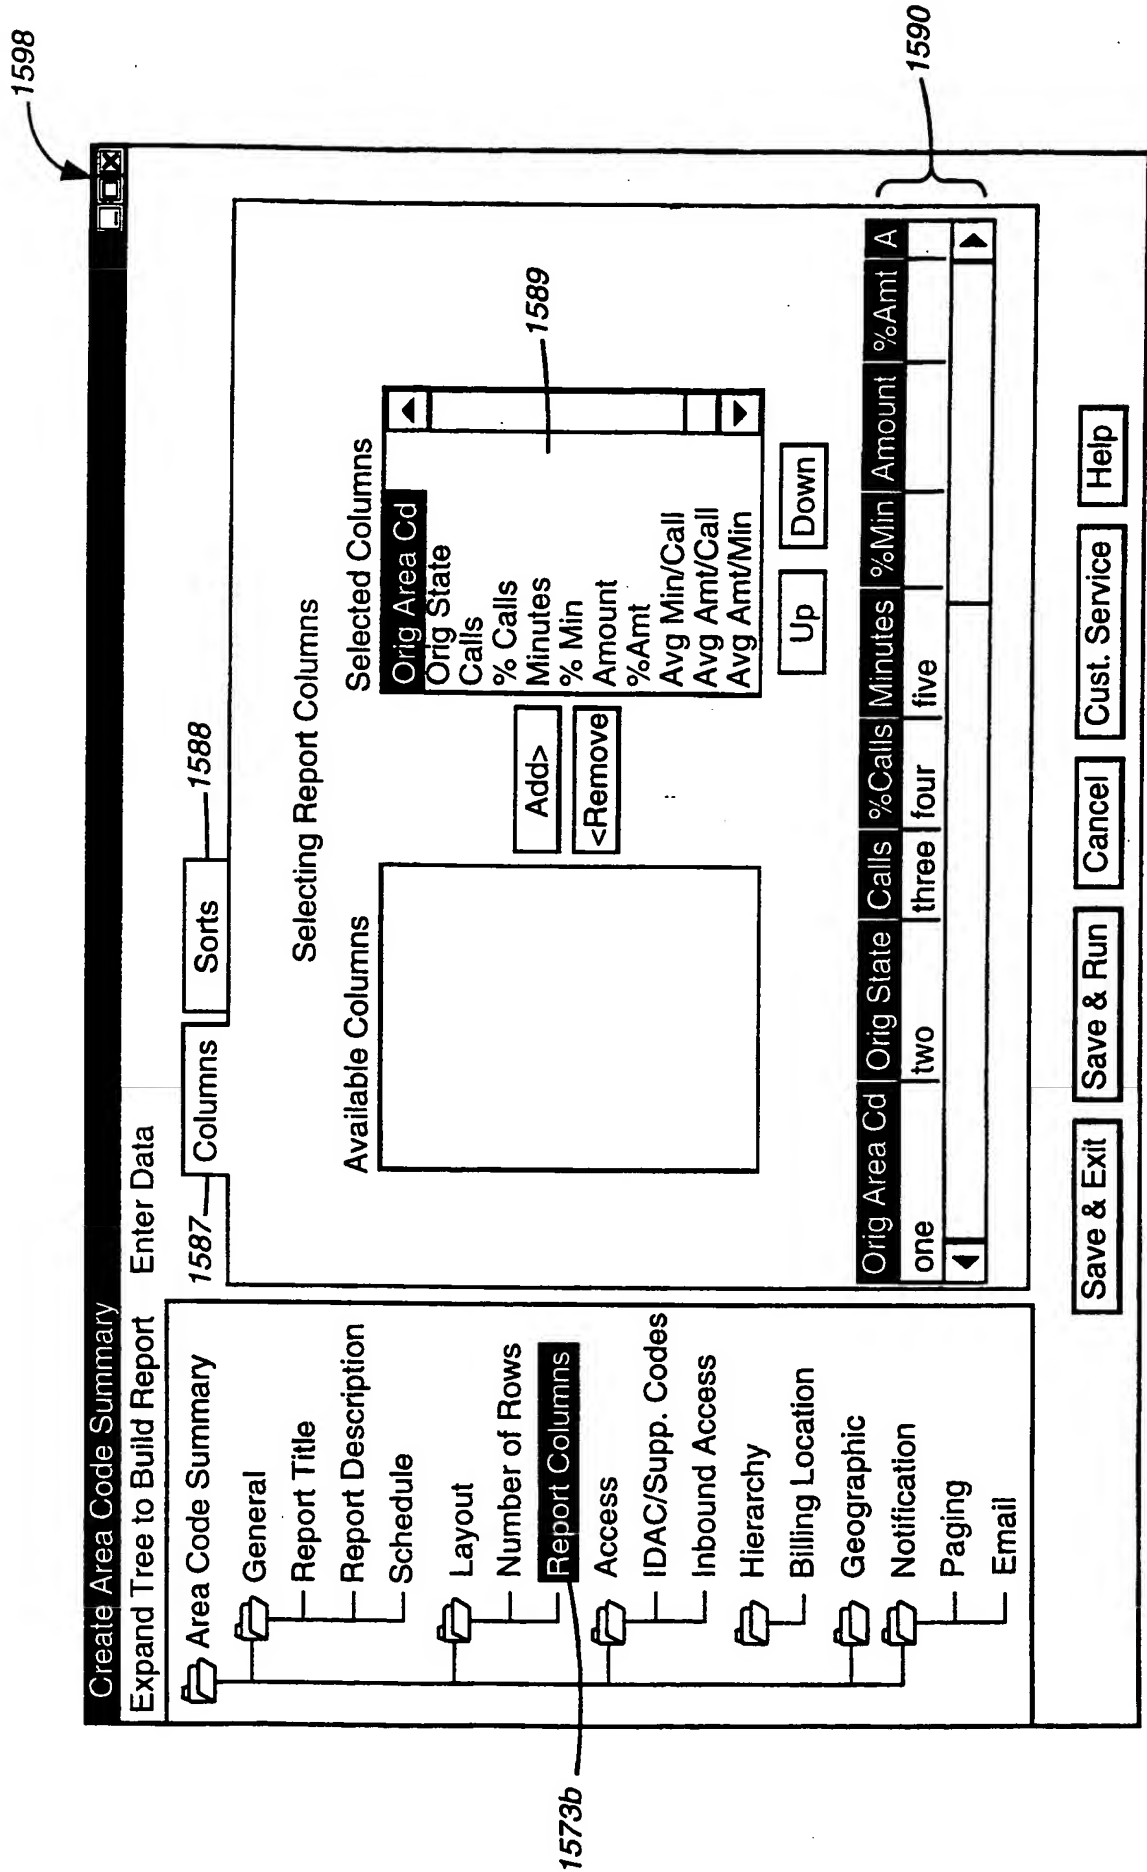 1598
Create Area Code Summary
Expand Tree to Build Report
Enter Data
Area Code Summary
General
Report Title
Report Description
Schedule
Layout
Number of Rows
Report Columns
Access
IDAC/Supp. Codes
Inbound Access
Hierarchy
Billing Location
Geographic
Notification
Paging
Email
1573b
1587
Columns
Sorts
1588
Selecting Report Columns
Available Columns
Add>
<Remove
Selected Columns
Orig Area Cd
Orig State
Calls
% Calls
Minutes
% Min
Amount
%Amt
Avg Min/Call
Avg Amt/Call
Avg Amt/Min
1589
Up
Down
Orig Area Cd Orig State Calls %Calls Minutes %Min Amount %Amt A
one two three four five
1590
Save & Exit
Save & Run
Cancel
Cust. Service
Help